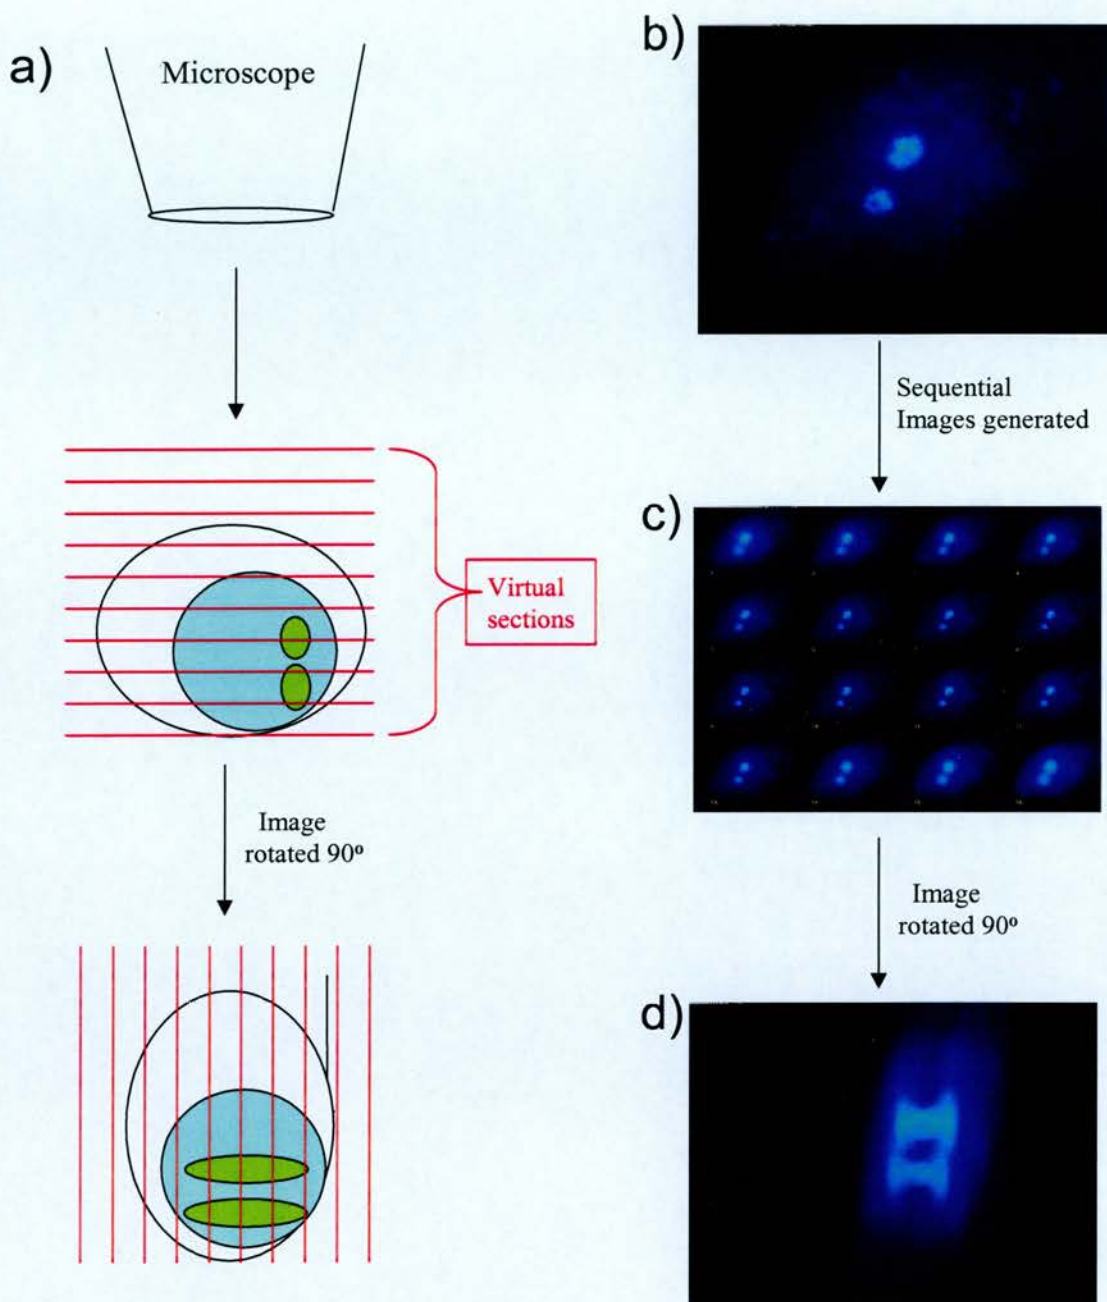 a)
Microscope
Virtual
sections
Image
rotated 90º
b)
Sequential
Images generated
c)
Image
rotated 90º
d)